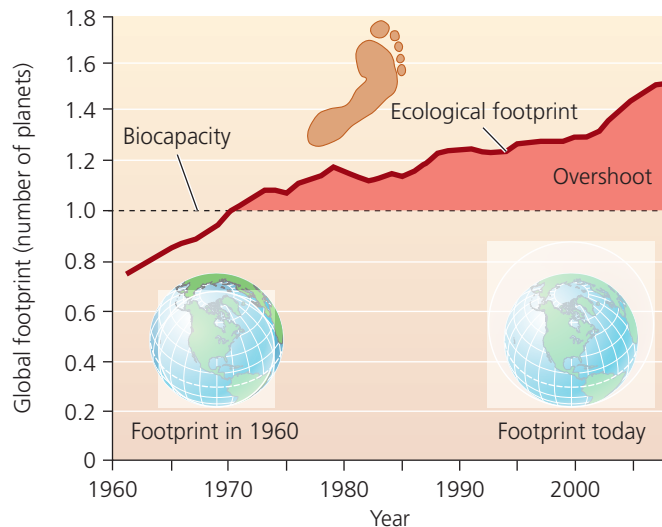 1.8
1.6
1.4
1.2
1.0
0.8
0.6
0.4
0.2
0
Global footprint (number of planets)
Biocapacity
Ecological footprint
Overshoot
Footprint in 1960
Footprint today
1960
1970
1980
1990
2000
Year